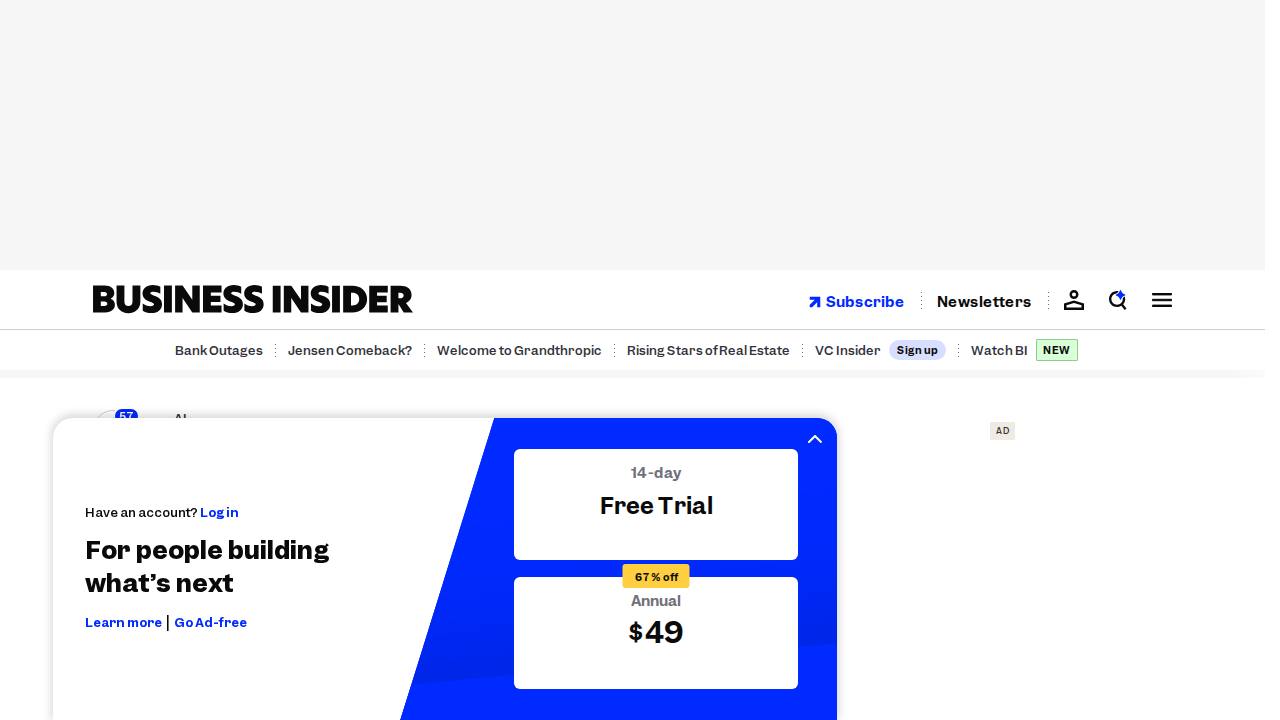 BUSINESS INSIDER
Subscribe
Newsletters
Bank Outages
Jensen Comeback?
Welcome to Grandthropic
Rising Stars of Real Estate
VC Insider
Sign up
Watch BI
NEW
57
AI
AD
Have an account? Log in
For people building
what's next
Learn more | Go Ad-free
14-day
Free Trial
67% off
Annual
$49